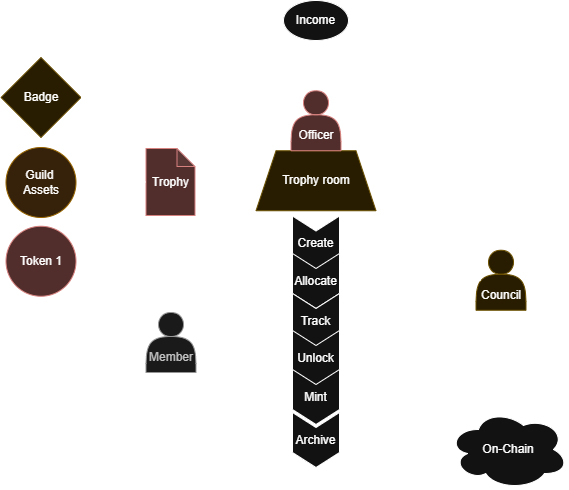 Income
Badge
Officer
Guild
Assets
Trophy
Trophy room
Token 1
Create
Allocate
Council
Track
Member
Unlock
Mint
Archive
On-Chain